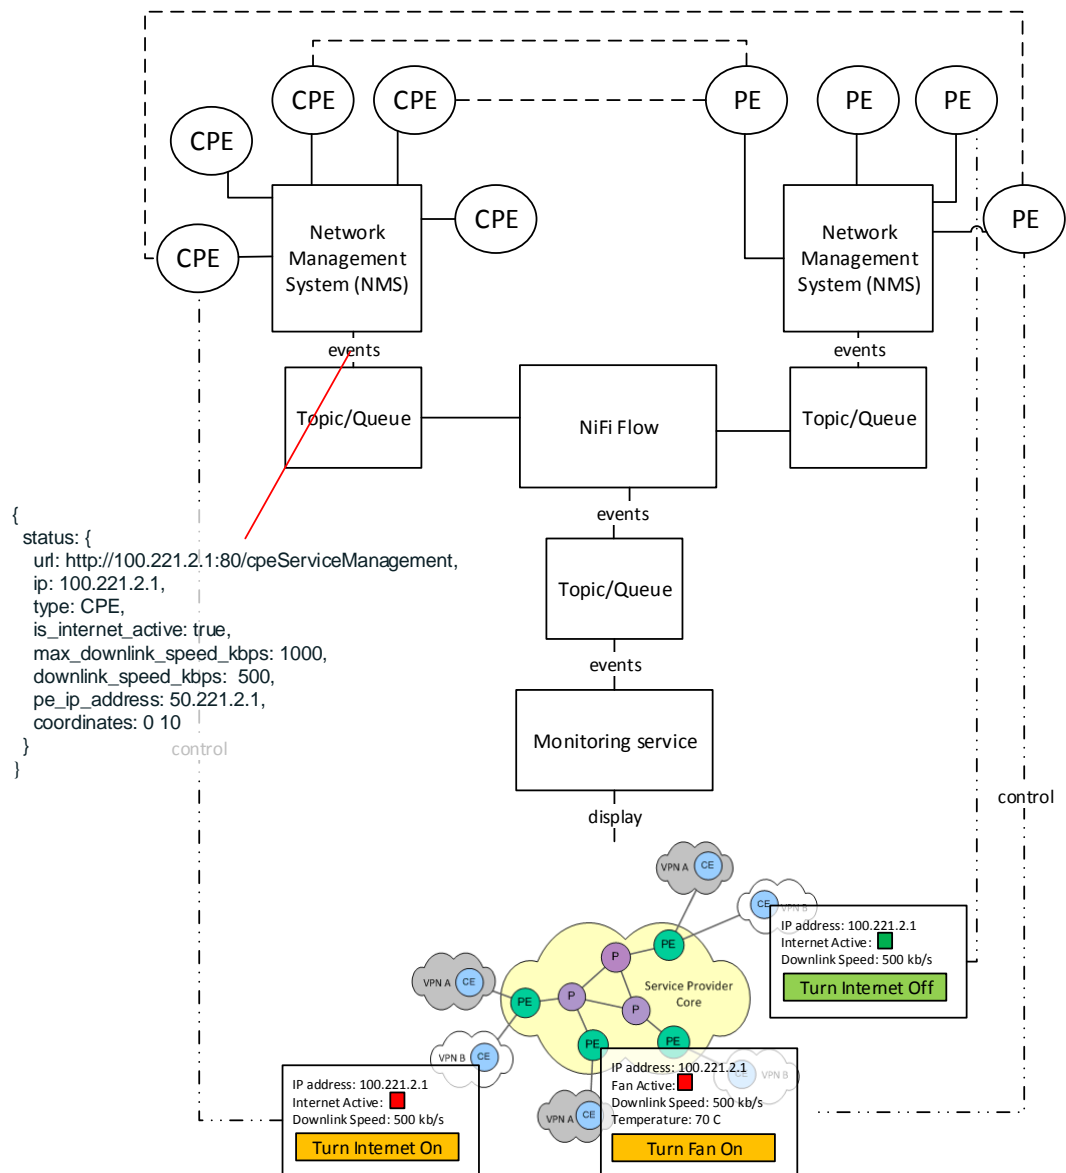 CPE
CPE
PE
PE
PE
CPE
CPE
PE
CPE
Network
Management
System (NMS)
Network
Management
System (NMS)
events
events
Topic/Queue
NiFi Flow
Topic/Queue
events
{
status: {
url: http://100.221.2.1:80/cpeServiceManagement,
ip: 100.221.2.1,
type: CPE,
is_internet_active: true,
max_downlink_speed_kbps: 1000,
downlink_speed_kbps:  500,
pe_ip_address: 50.221.2.1,
coordinates: 0 10
}
}
control
Topic/Queue
events
Monitoring service
display
control
VPN A
CE
CE
VPN B
IP address: 100.221.2.1
Internet Active:
Downlink Speed: 500 kb/s
Turn Internet Off
PE
P
VPN A
CE
Service Provider
Core
PE
P
P
PE
PE
VPN B
CE
CE
VPN B
IP address: 100.221.2.1
Internet Active:
Downlink Speed: 500 kb/s
Turn Internet On
VPN A
CE
IP address: 100.221.2.1
Fan Active:
Downlink Speed: 500 kb/s
Temperature: 70 C
Turn Fan On